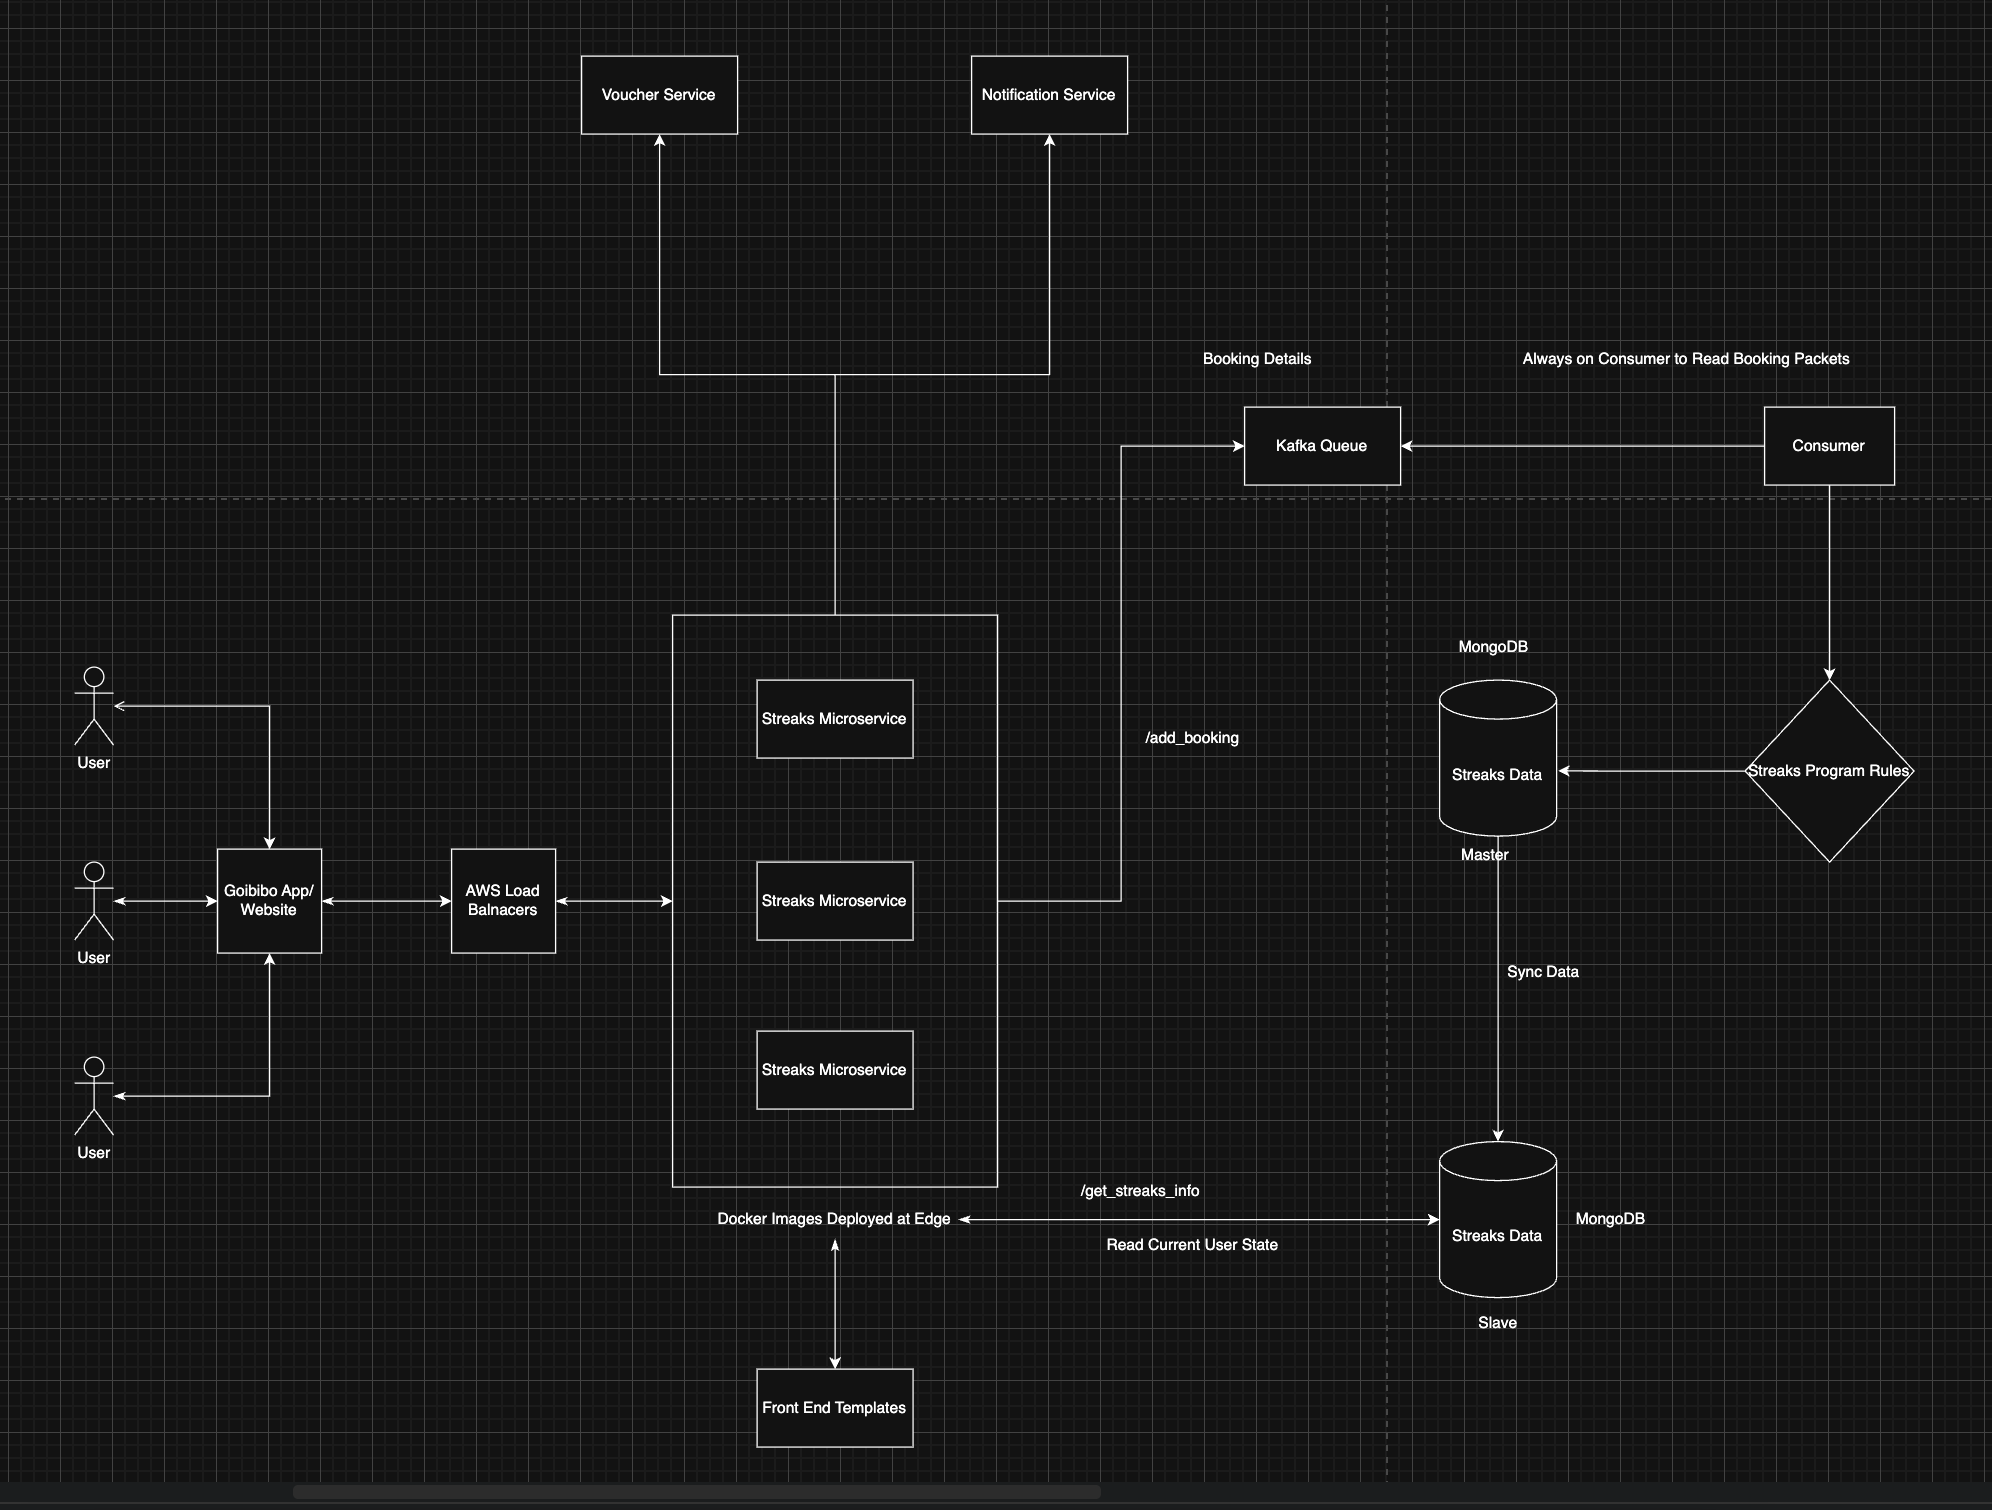 Voucher Service
Notification Service
Booking Details
Always on Consumer to Read Booking Packets
Kafka Queue
Consumer
MongoDB
Streaks Microservice
/add_booking
User
Streaks Data
Streaks Program Rules
Master
Goibibo App/
Website
AWS Load
Balnacers
Streaks Microservice
User
Sync Data
Streaks Microservice
User
/get_streaks_info
Docker Images Deployed at Edge
Read Current User State
Streaks Data
MongoDB
Slave
Front End Templates